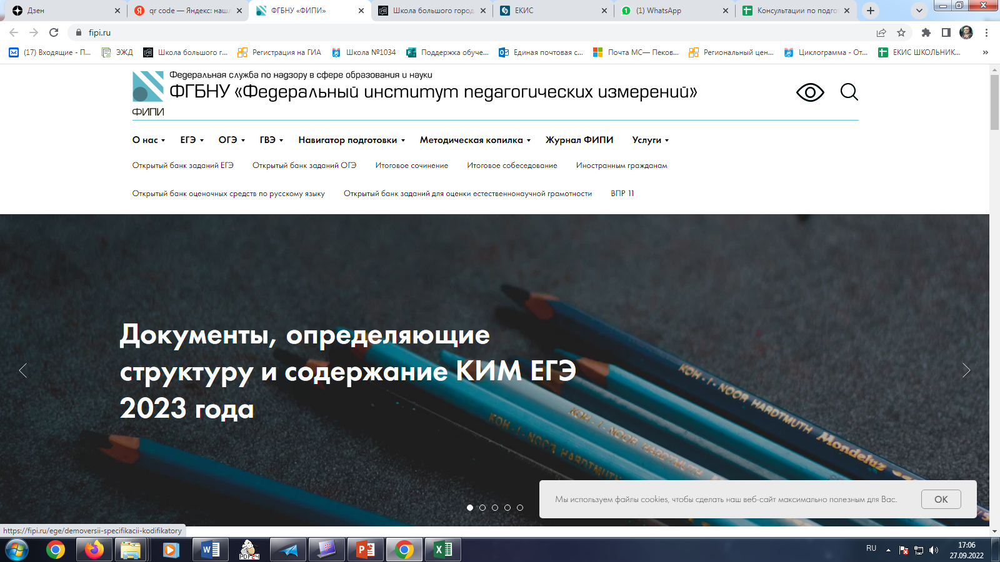 Дзен
qr code — Яндекс: наш
ФГБНУ «ФИПИ»
Школа большого город
ЕКИС
(1) WhatsApp
Консультации по подго
fipi.ru
(17) Входящие - П...
ЭЖД
Школа большого г...
Регистрация на ГИА
Школа №1034
Поддержка обуче...
Единая почтовая с...
Почта МС— Пеков...
Региональный цен...
Циклограмма - От...
ЕКИС ШКОЛЬНИК...
»
Федеральная служба по надзору в сфере образования и науки
ФГБНУ «Федеральный институт педагогических измерений»
ФИПИ
О нас
ЕГЭ
ОГЭ
ГВЭ
Навигатор подготовки
Методическая копилка
Журнал ФИПИ
Услуги
Открытый банк заданий ЕГЭ
Открытый банк заданий ОГЭ
Итоговое сочинение
Итоговое собеседование
Иностранным гражданам
Открытый банк оценочных средств по русскому языку
Открытый банк заданий для оценки естественнонаучной грамотности
ВПР 11
Документы, определяющие
структуру и содержание КИМ ЕГЭ
2023 года
KOH - I - NOOR HARDTMUTH Mondeluz
KOH - I - NOOR HARDTMUTH
KOH - I - NOOR HARDTMUTH
Мы используем файлы cookies, чтобы сделать наш веб-сайт максимально полезным для Вас.
OK
https://fipi.ru/ege/demoversii-specifikacii-kodifikatory
PDF24
RU
17:06
27.09.2022